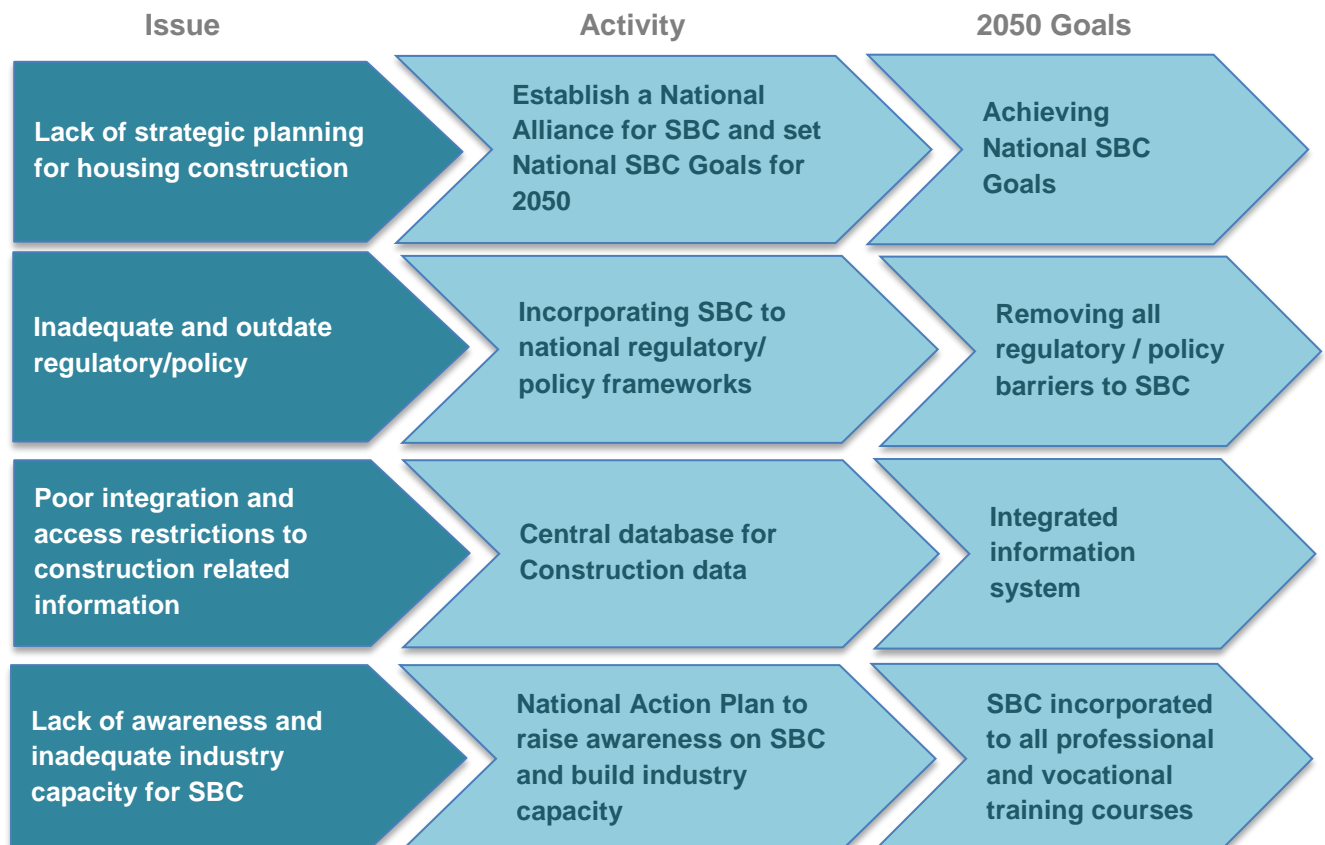 Issue
Activity
2050 Goals
Lack of strategic planning
for housing construction
Establish a National
Alliance for SBC and set
National SBC Goals for
2050
Achieving
National SBC
Goals
Inadequate and outdate
regulatory/policy
Incorporating SBC to
national regulatory/
policy frameworks
Removing all
regulatory / policy
barriers to SBC
Poor integration and
access restrictions to
construction related
information
Central database for
Construction data
Integrated
information
system
Lack of awareness and
inadequate industry
capacity for SBC
National Action Plan to
raise awareness on SBC
and build industry
capacity
SBC incorporated
to all professional
and vocational
training courses